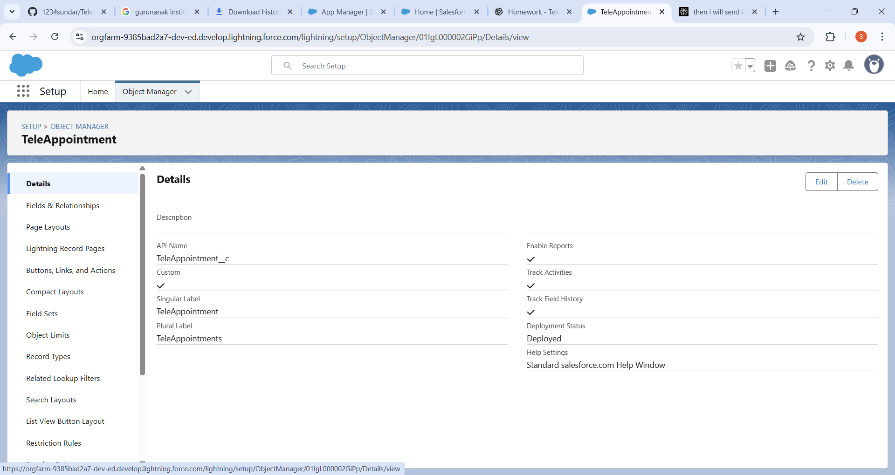 1234sundar/Tele
gurunanak instit
Download histor
App Manager | S
Home | Salesforc
Homework - Tele
TeleAppointmen
then i will send t
orgfarm-9385bad2a7-dev-ed.develop.lightning.force.com/lightning/setup/ObjectManager/01IgL000002GiPp/Details/view
S
Search Setup
Setup
Home
Object Manager
SETUP > OBJECT MANAGER
TeleAppointment
Details
Fields & Relationships
Page Layouts
Lightning Record Pages
Buttons, Links, and Actions
Compact Layouts
Field Sets
Object Limits
Record Types
Related Lookup Filters
Search Layouts
List View Button Layout
Restriction Rules
Details
Edit
Delete
Description
API Name
TeleAppointment__c
Custom
Singular Label
TeleAppointment
Plural Label
TeleAppointments
Enable Reports
Track Activities
Track Field History
Deployment Status
Deployed
Help Settings
Standard salesforce.com Help Window
https://orgfarm-9385bad2a7-dev-ed.develop.lightning.force.com/lightning/setup/ObjectManager/01IgL000002GiPp/Details/view